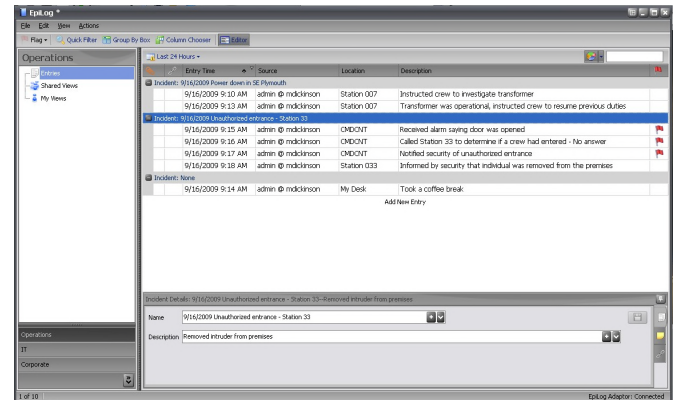 EpiLog *
File Edit View Actions
Flag Quick Filter Group By Box Column Chooser Editor
Operations
Last 24 Hours
Entries
Shared Views
My Views
Entry Time Source Location Description
Incident: 9/16/2009 Power down in SE Plymouth
9/16/2009 9:10 AM admin @ mdickinson Station 007 Instructed crew to investigate transformer
9/16/2009 9:13 AM admin @ mdickinson Station 007 Transformer was operational, instructed crew to resume previous duties
Incident: 9/16/2009 Unauthorized entrance - Station 33
9/16/2009 9:15 AM admin @ mdickinson CMDCNT Received alarm saying door was opened
9/16/2009 9:16 AM admin @ mdickinson CMDCNT Called Station 33 to determine if a crew had entered - No answer
9/16/2009 9:17 AM admin @ mdickinson CMDCNT Notified security of unauthorized entrance
9/16/2009 9:18 AM admin @ mdickinson Station 033 Informed by security that individual was removed from the premises
Incident: None
9/16/2009 9:14 AM admin @ mdickinson My Desk Took a coffee break
Add New Entry
Incident Details: 9/16/2009 Unauthorized entrance - Station 33--Removed intruder from premises
Name 9/16/2009 Unauthorized entrance - Station 33
Description Removed intruder from premises
Operations
IT
Corporate
1 of 10 EpiLog Adaptor: Connected